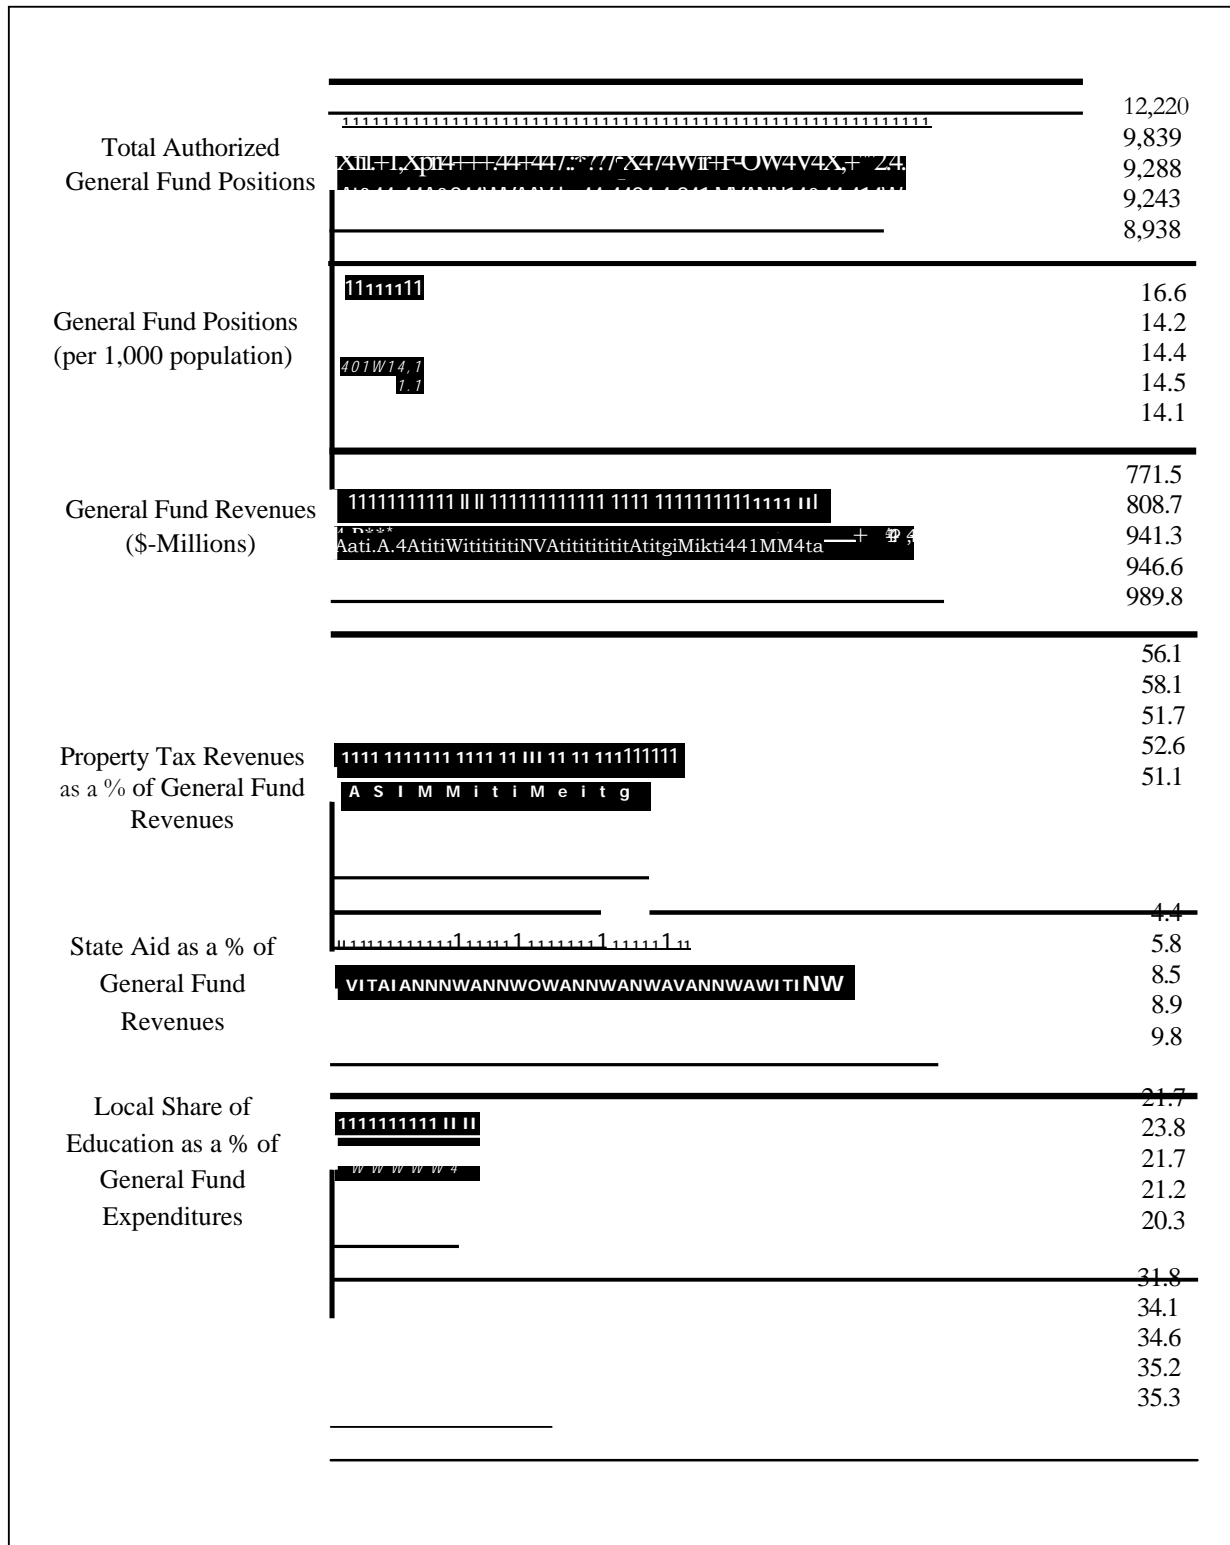 12,220
9,839
Total Authorized
General Fund Positions
9,288
9,243
8,938
16.6
General Fund Positions
(per 1,000 population)
14.2
14.4
14.5
14.1
771.5
General Fund Revenues
($-Millions)
808.7
941.3
946.6
989.8
56.1
58.1
51.7
Property Tax Revenues
as a % of General Fund
Revenues
52.6
51.1
4.4
State Aid as a % of
General Fund
Revenues
5.8
8.5
8.9
9.8
21.7
Local Share of
Education as a % of
General Fund
Expenditures
23.8
21.7
21.2
20.3
31.8
34.1
34.6
35.2
35.3